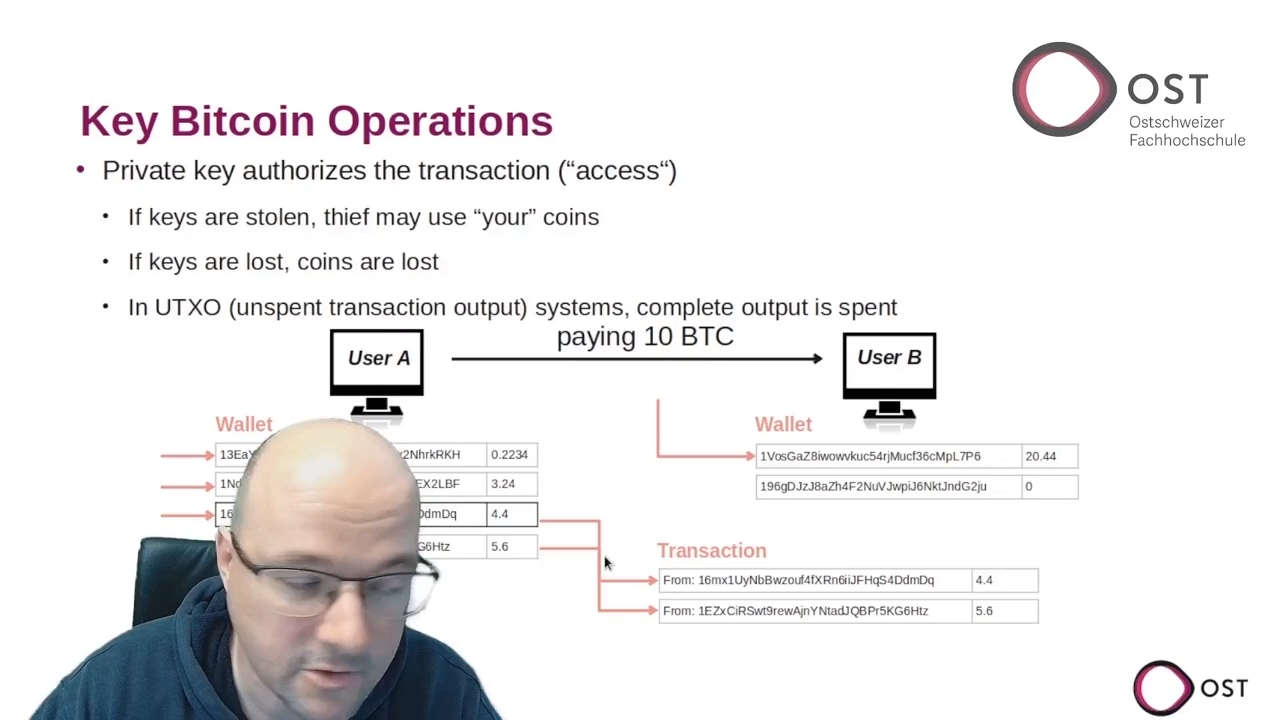 OST
Ostschweizer
Fachhochschule
Key Bitcoin Operations
• Private key authorizes the transaction (“access“)
• If keys are stolen, thief may use “your” coins
• If keys are lost, coins are lost
• In UTXO (unspent transaction output) systems, complete output is spent
paying 10 BTC
User A
User B
Wallet
0.2234
3.24
4.4
5.6
Wallet
1VosGaZ8iwowvkuc54rjMucf36cMpL7P6 20.44
196gDJzJ8aZh4F2NuVJwpiJ6NktJndG2ju 0
Transaction
From: 16mx1UyNbBwzouf4fXRn6iiJFHqS4DdmDq 4.4
From: 1EZxCiRSwt9rewAjnYNtadJQBPr5KG6Htz 5.6
OST